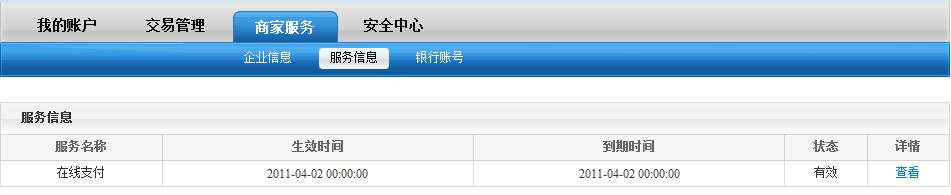 我的账户 交易管理 商家服务 安全中心
企业信息 服务信息 银行账号
服务信息
服务名称 生效时间 到期时间 状态 详情
在线支付 2011-04-02 00:00:00 2011-04-02 00:00:00 有效 查看